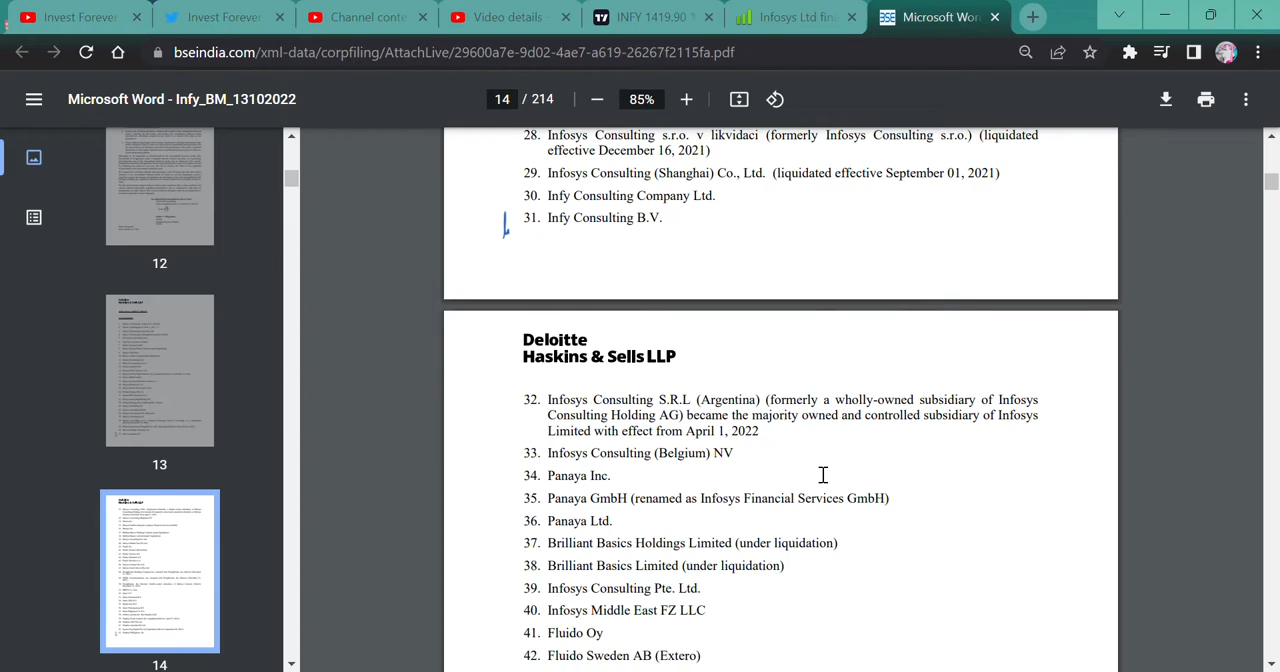 Invest Forever
Invest Forever
Channel conte
Video details -
INFY 1419.90
Infosys Ltd fina
Microsoft Wor
bseindia.com/xml-data/corpfiling/AttachLive/29600a7e-9d02-4ae7-a619-26267f2115fa.pdf
Microsoft Word - Infy_BM_13102022
14 / 214
85%
12
13
14
28. Infosys Consulting s.r.o. v likvidaci (formerly Infosys Consulting s.r.o.) (liquidated
effective December 16, 2021)
29. Infosys Consulting (Shanghai) Co., Ltd. (liquidated effective September 01, 2021)
30. Infy Consulting Company Ltd.
31. Infy Consulting B.V.
Deloitte
Haskins & Sells LLP
32. Infosys Consulting S.R.L (Argentina) (formerly a wholly-owned subsidiary of Infosys
Consulting Holding AG) became the majority owned and controlled subsidiary of Infosys
Limited with effect from April 1, 2022
33. Infosys Consulting (Belgium) NV
34. Panaya Inc.
35. Panaya GmbH (renamed as Infosys Financial Services GmbH)
36. Panaya Ltd.
37. Brilliant Basics Holdings Limited (under liquidation)
38. Brilliant Basics Limited (under liquidation)
39. Infosys Consulting Pte. Ltd.
40. Infosys Middle East FZ LLC
41. Fluido Oy
42. Fluido Sweden AB (Extero)